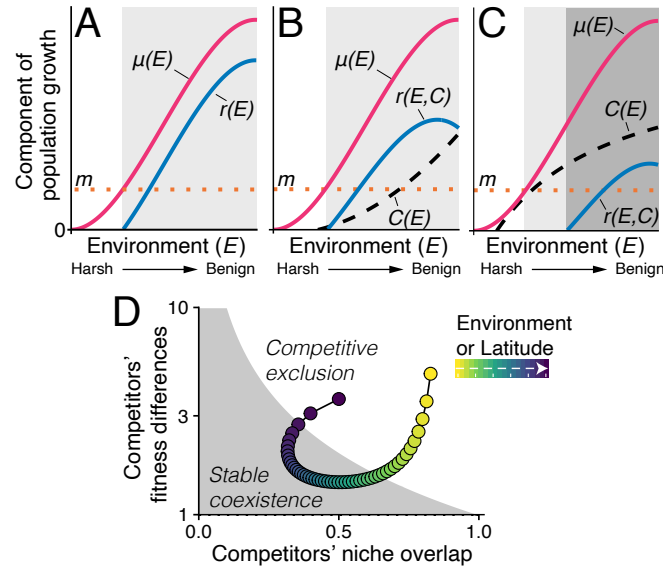 A
B
C
Component of
population growth
μ(E)
r(E)
m
0
Environment (E)
Harsh
Benign
μ(E)
r(E,C)
m
C(E)
Environment (E)
Harsh
Benign
μ(E)
C(E)
m
r(E,C)
Environment (E)
Harsh
Benign
D
Competitors'
fitness differences
10
3
1
Competitive
exclusion
Stable
coexistence
Environment
or Latitude
0.0
0.5
1.0
Competitors' niche overlap